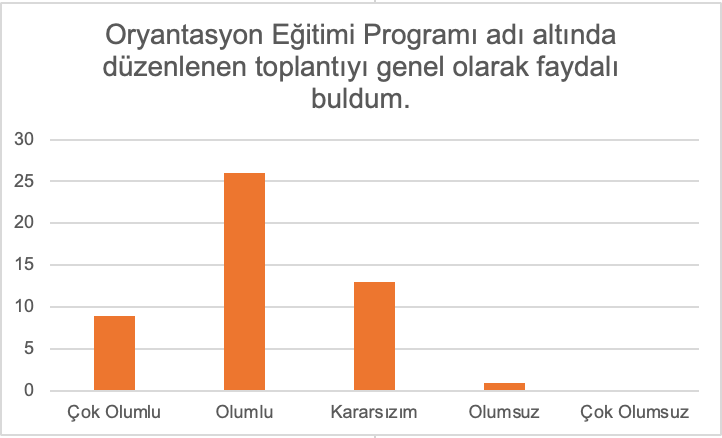 Oryantasyon Eğitimi Programı adı altında
düzenlenen toplantıyı genel olarak faydalı
buldum.
30
25
20
15
10
5
0
Çok Olumlu
Olumlu
Kararsızım
Olumsuz
Çok Olumsuz